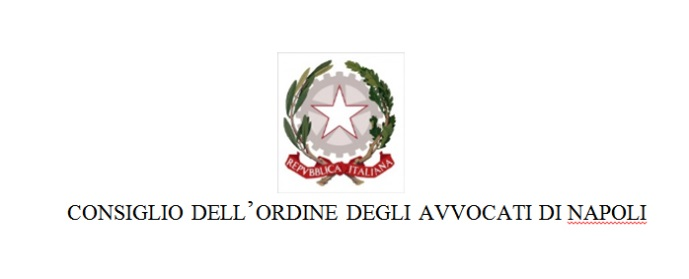 REPVBBLICA ITALIANA
CONSIGLIO DELL’ORDINE DEGLI AVVOCATI DI NAPOLI